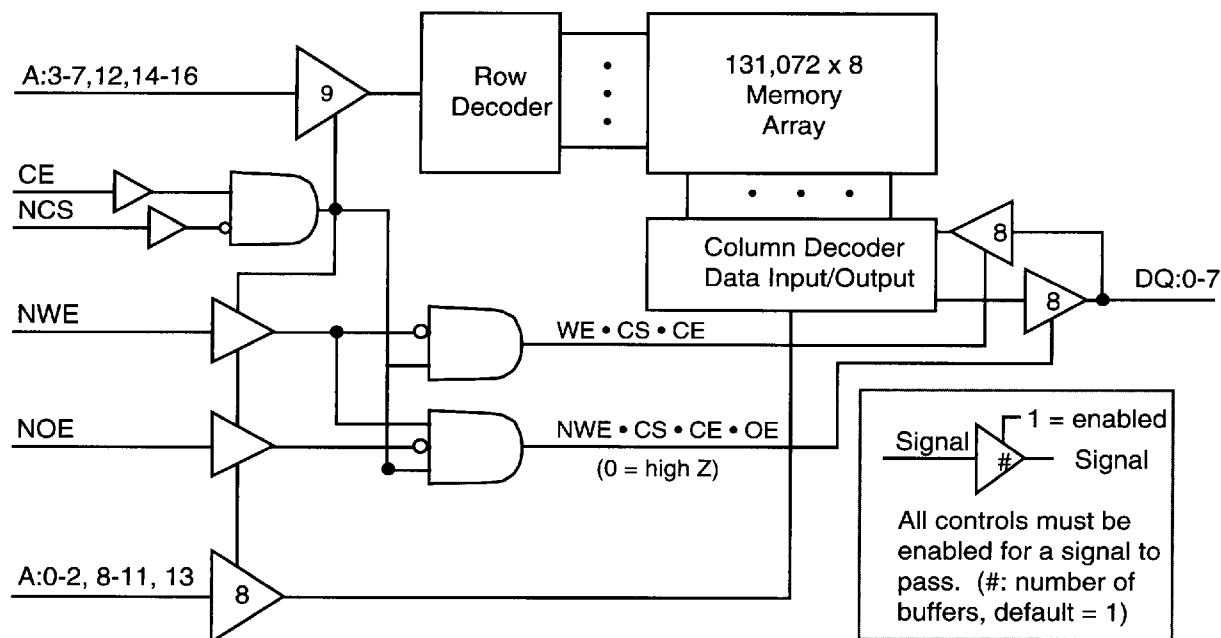 A:3-7,12,14-16
9
Row
Decoder
131,072 x 8
Memory
Array
CE
NCS
Column Decoder
Data Input/Output
8
8
DQ:0-7
NWE
WE • CS • CE
NOE
NWE • CS • CE • OE
(0 = high Z)
A:0-2, 8-11, 13
8
1 = enabled
Signal
#
Signal
All controls must be
enabled for a signal to
pass. (#: number of
buffers, default = 1)